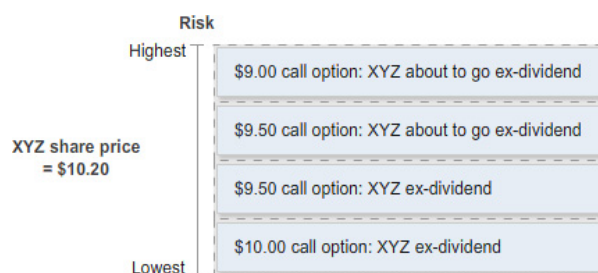 Risk
Highest
$9.00 call option: XYZ about to go ex-dividend
$9.50 call option: XYZ about to go ex-dividend
XYZ share price
= $10.20
$9.50 call option: XYZ ex-dividend
$10.00 call option: XYZ ex-dividend
Lowest